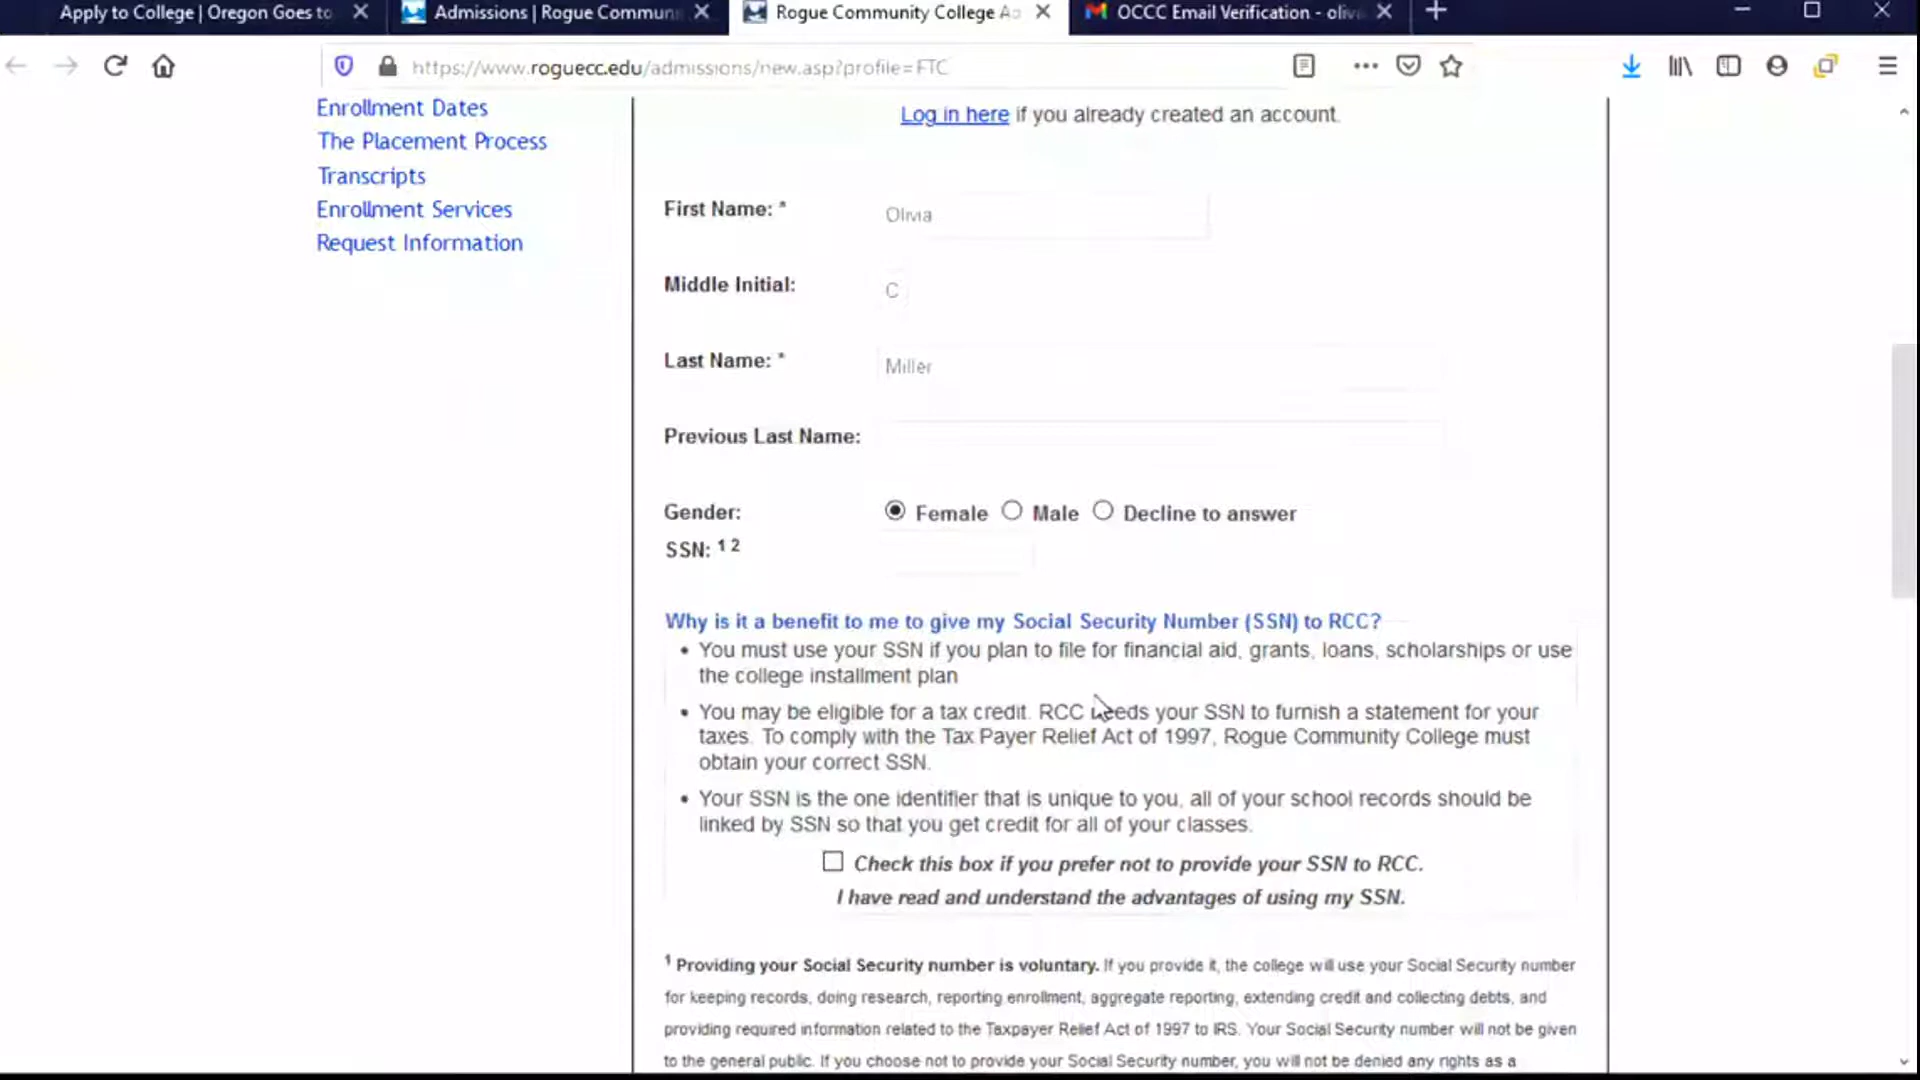 Apply to College | Oregon Goes to
Admissions | Rogue Commun
Rogue Community College A
OCCC Email Verification - oliv
https://www.roguecc.edu/admissions/new.asp?profile=FTC
Enrollment Dates
The Placement Process
Transcripts
Enrollment Services
Request Information
Log in here if you already created an account.
First Name: * Olivia
Middle Initial: C
Last Name: * Miller
Previous Last Name:
Gender: Female Male Decline to answer
SSN: 1 2
Why is it a benefit to me to give my Social Security Number (SSN) to RCC?
• You must use your SSN if you plan to file for financial aid, grants, loans, scholarships or use
the college installment plan
• You may be eligible for a tax credit. RCC needs your SSN to furnish a statement for your
taxes. To comply with the Tax Payer Relief Act of 1997, Rogue Community College must
obtain your correct SSN.
• Your SSN is the one identifier that is unique to you, all of your school records should be
linked by SSN so that you get credit for all of your classes.
Check this box if you prefer not to provide your SSN to RCC.
I have read and understand the advantages of using my SSN.
1 Providing your Social Security number is voluntary. If you provide it, the college will use your Social Security number
for keeping records, doing research, reporting enrollment, aggregate reporting, extending credit and collecting debts, and
providing required information related to the Taxpayer Relief Act of 1997 to IRS. Your Social Security number will not be given
to the general public. If you choose not to provide your Social Security number, you will not be denied any rights as a